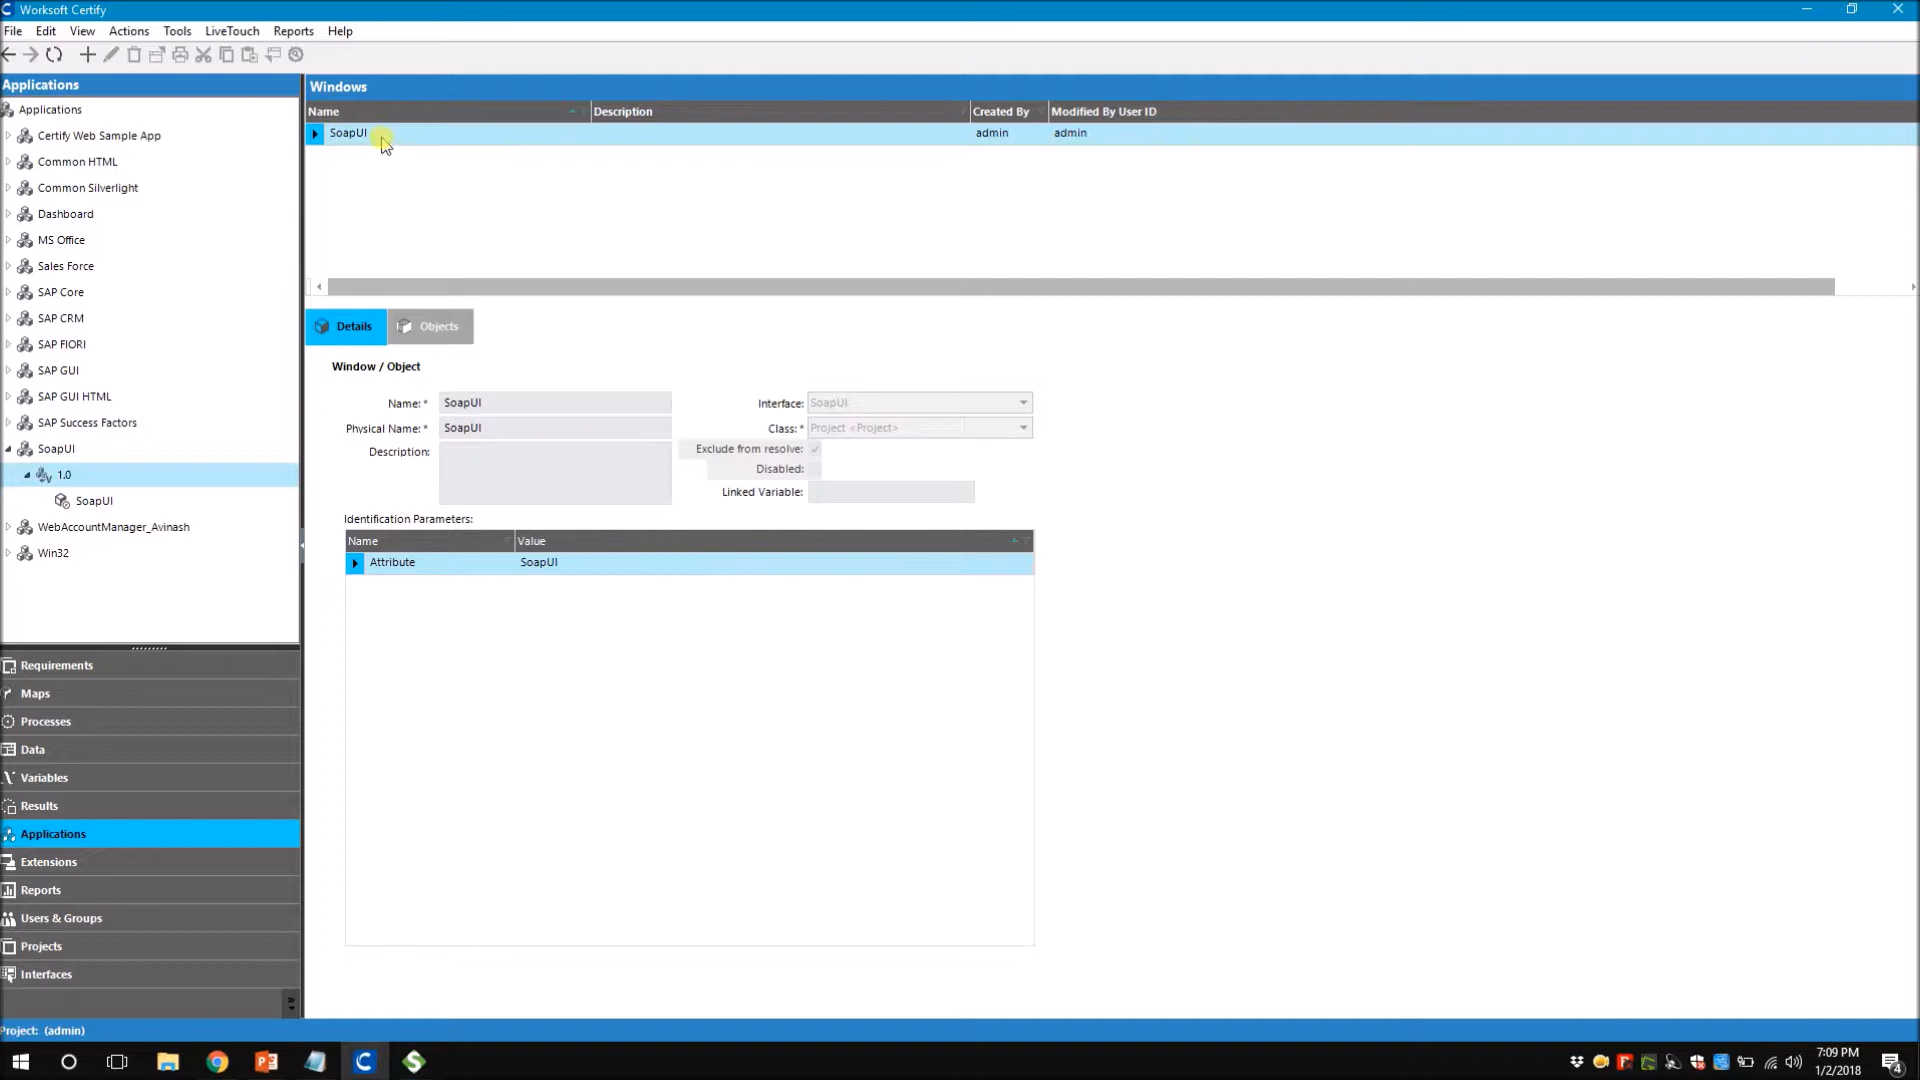 Worksoft Certify
File Edit View Actions Tools LiveTouch Reports Help
Applications
Applications
Certify Web Sample App
Common HTML
Common Silverlight
Dashboard
MS Office
Sales Force
SAP Core
SAP CRM
SAP FIORI
SAP GUI
SAP GUI HTML
SAP Success Factors
SoapUI
1.0
SoapUI
WebAccountManager_Avinash
Win32
Requirements
Maps
Processes
Data
Variables
Results
Applications
Extensions
Reports
Users & Groups
Projects
Interfaces
Windows
Name Description Created By Modified By User ID
SoapUI admin admin
Details Objects
Window / Object
Name: * SoapUI Interface: SoapUI
Physical Name: * SoapUI Class: * Project <Project>
Description: Exclude from resolve:
Disabled:
Linked Variable:
Identification Parameters:
Name Value
Attribute SoapUI
Project: (admin)
7:09 PM
1/2/2018
4